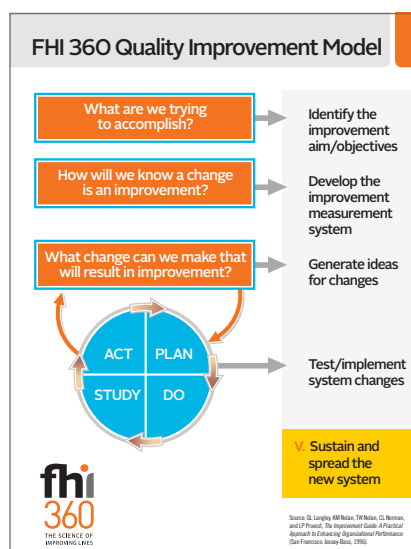 FHI 360 Quality Improvement Model
What are we trying
to accomplish?
Identify the
improvement
aim/objectives
How will we know a change
is an improvement?
Develop the
improvement
measurement
system
What change can we make that
will result in improvement?
Generate ideas
for changes
ACT
PLAN
STUDY
DO
Test/implement
system changes
V. Sustain and
spread the
new system
fhi
360
THE SCIENCE OF
IMPROVING LIVES
Source: GL Langley, KM Nolan, TW Nolan, CL Norman,
and LP Provost, The Improvement Guide: A Practical
Approach to Enhancing Organizational Performance
(San Francisco: Jossey-Bass, 1996).